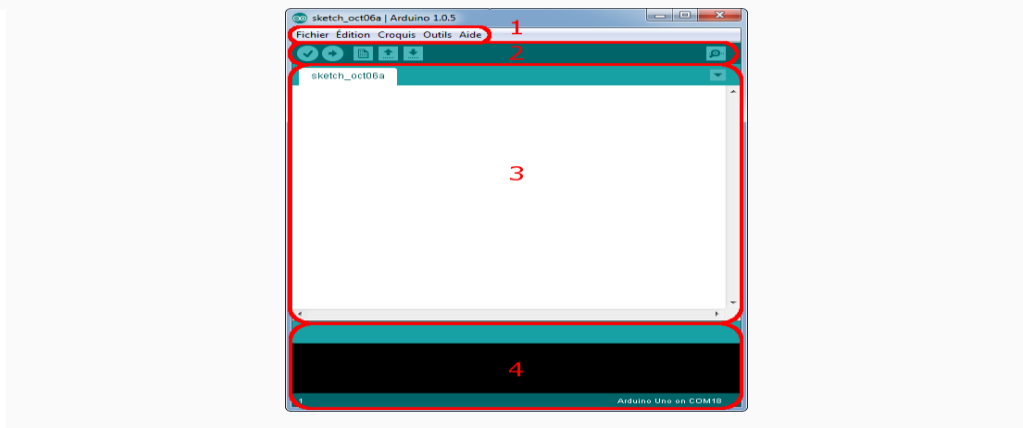 sketch_oct06a | Arduino 1.0.5
1
Fichier Édition Croquis Outils Aide
2
sketch_oct06a
3
4
1
Arduino Uno on COM18